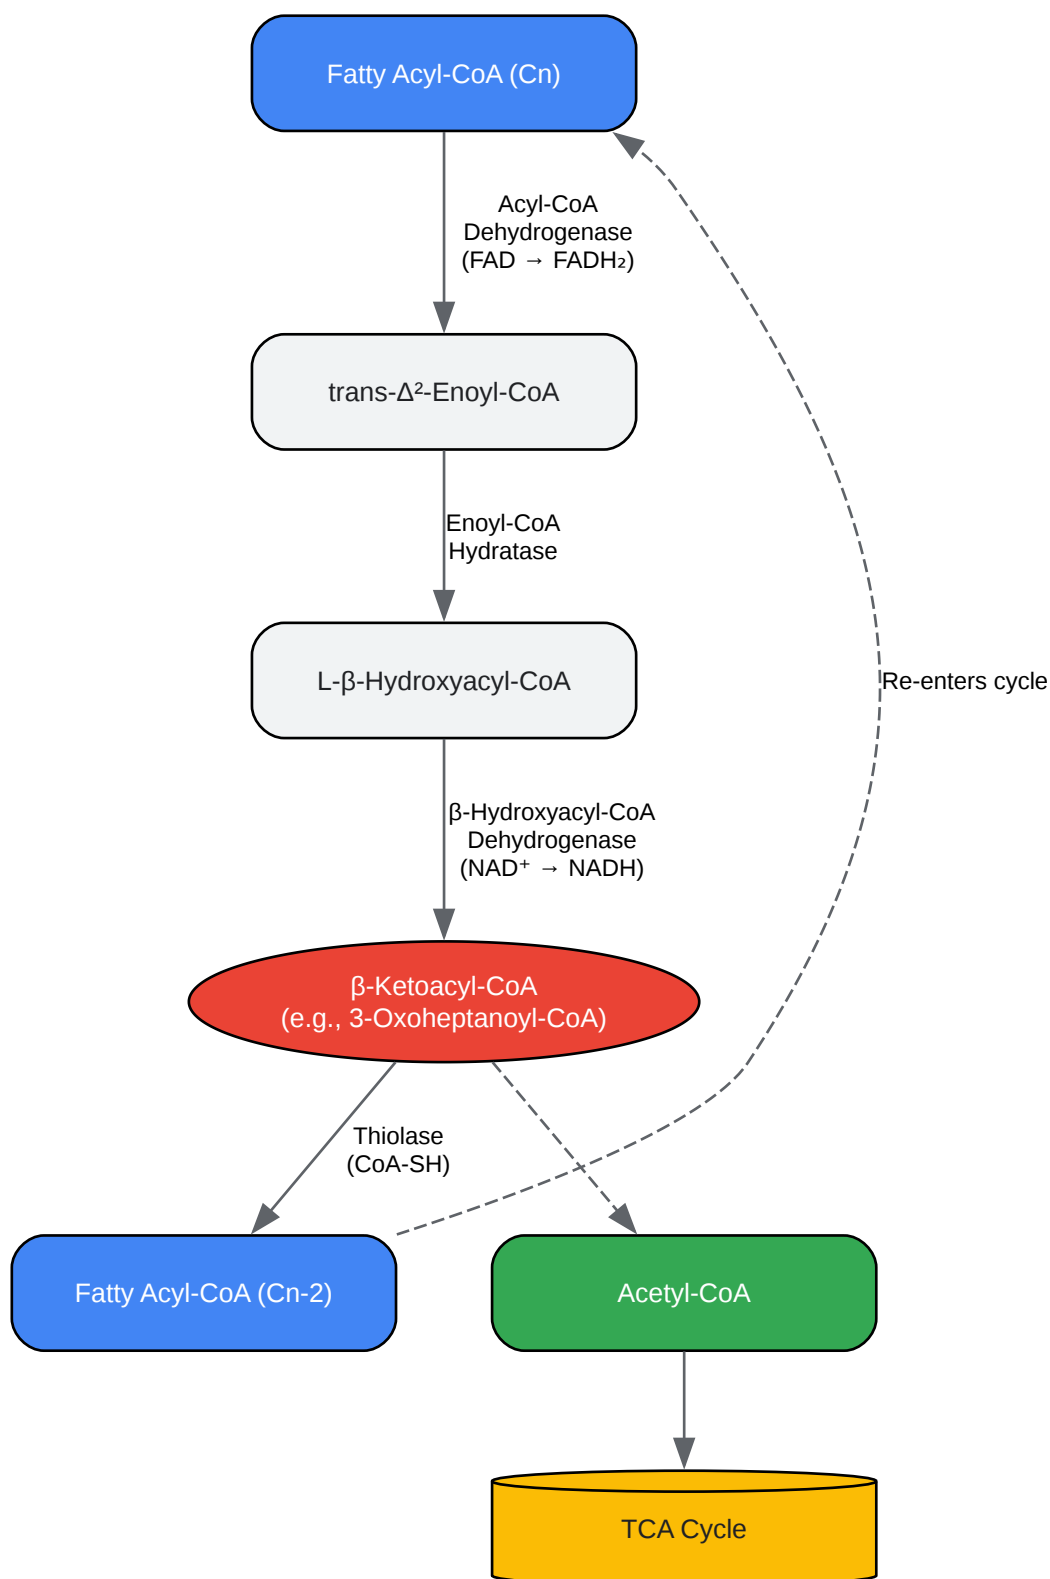 Fatty Acyl-CoA (Cn)
Acyl-CoA
Dehydrogenase
(FAD → FADH₂)
trans-Δ²-Enoyl-CoA
Enoyl-CoA
Hydratase
L-β-Hydroxyacyl-CoA
Re-enters cycle
β-Hydroxyacyl-CoA
Dehydrogenase
(NAD⁺ → NADH)
β-Ketoacyl-CoA
(e.g., 3-Oxoheptanoyl-CoA)
Thiolase
(CoA-SH)
Fatty Acyl-CoA (Cn-2)
Acetyl-CoA
TCA Cycle